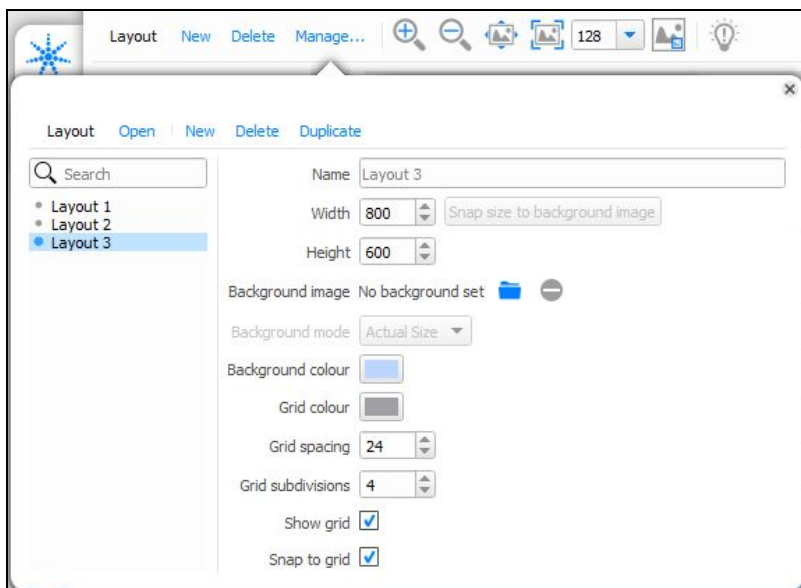 Layout New Delete Manage... 128
Layout Open New Delete Duplicate
Search
Layout 1
Layout 2
Layout 3
Name Layout 3
Width 800 Snap size to background image
Height 600
Background image No background set
Background mode Actual Size
Background colour
Grid colour
Grid spacing 24
Grid subdivisions 4
Show grid
Snap to grid